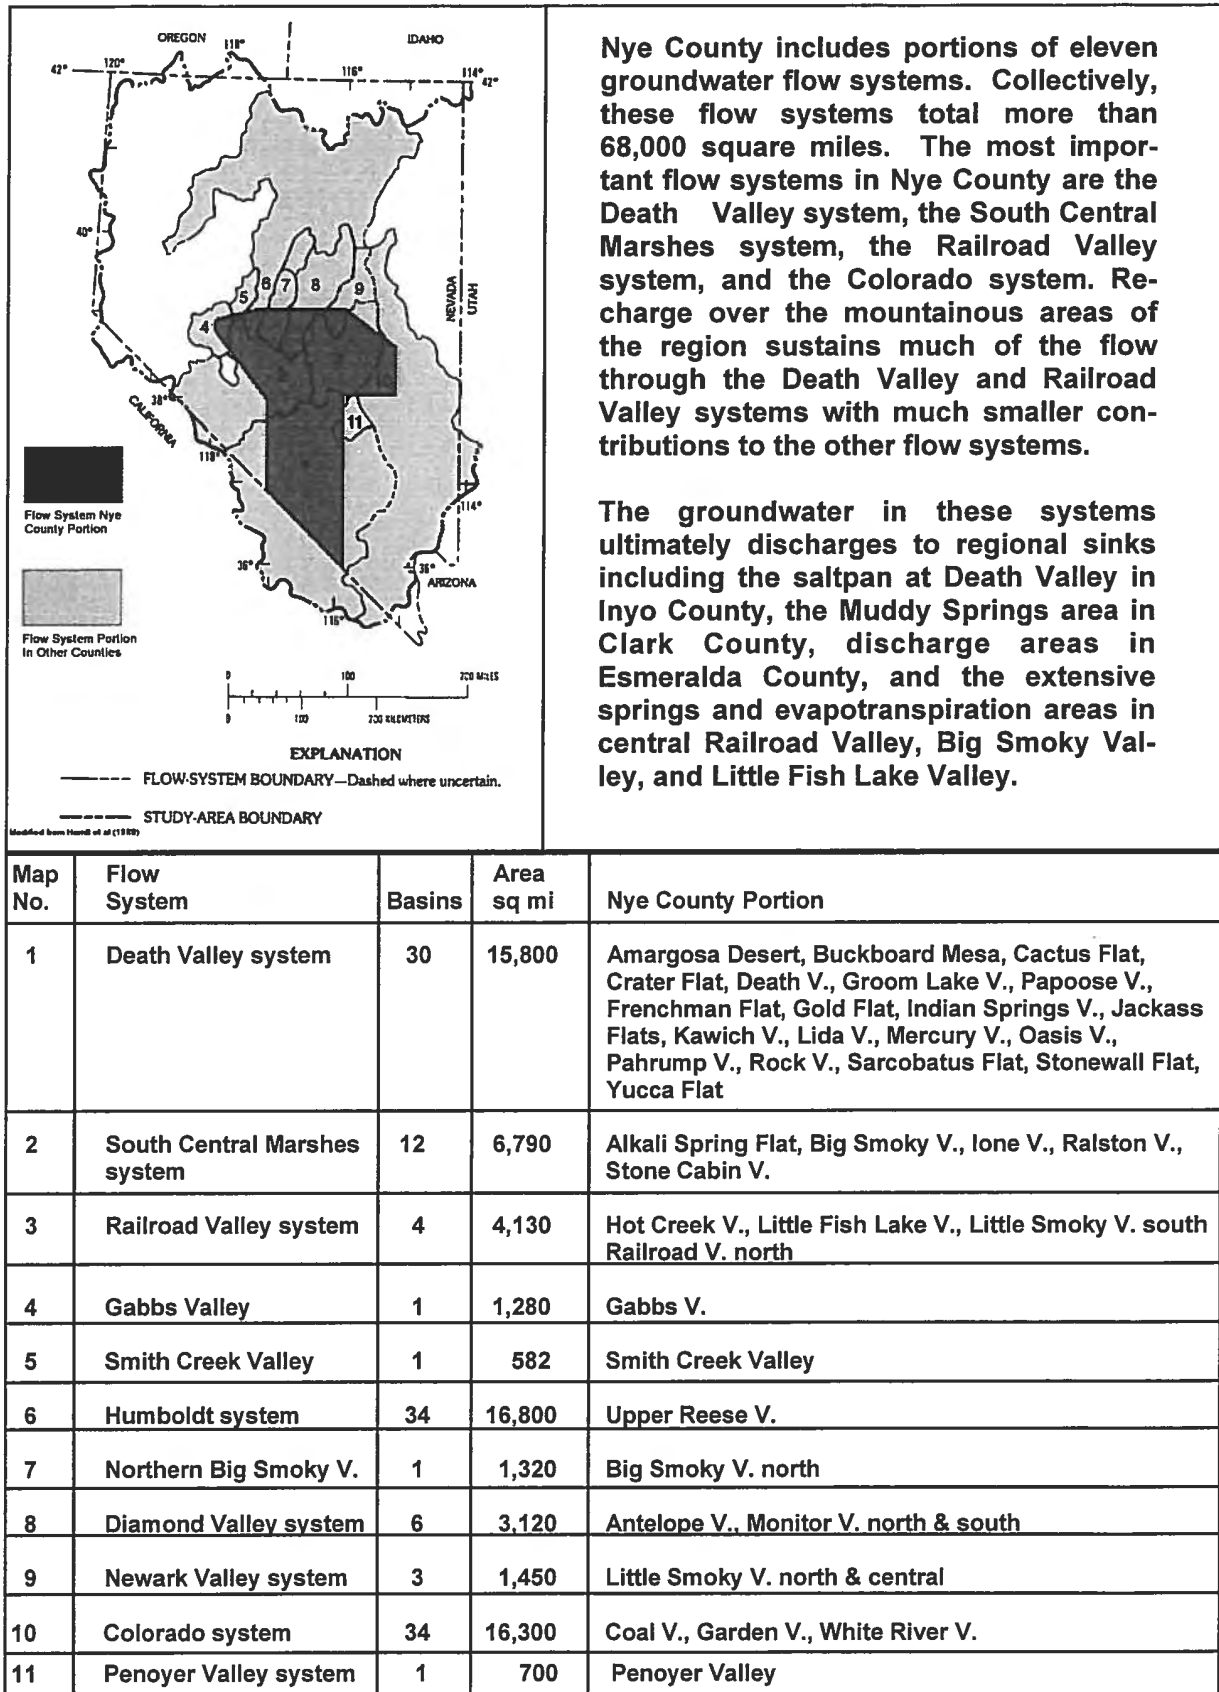 OREGON
118°
IDAHO
42°
120°
116°
114°
42°
40°
NEVADA
UTAH
4
5
6
7
8
9
11
38°
CALIFORNIA
118°
114°
36°
36°
ARIZONA
116°
Flow System Nye
County Portion
Flow System Portion
In Other Counties
0 100 200 MILES
0 100 200 KILOMETERS
EXPLANATION
FLOW-SYSTEM BOUNDARY—Dashed where uncertain.
STUDY-AREA BOUNDARY
Nye County includes portions of eleven
groundwater flow systems. Collectively,
these flow systems total more than
68,000 square miles. The most impor-
tant flow systems in Nye County are the
Death Valley system, the South Central
Marshes system, the Railroad Valley
system, and the Colorado system. Re-
charge over the mountainous areas of
the region sustains much of the flow
through the Death Valley and Railroad
Valley systems with much smaller con-
tributions to the other flow systems.
The groundwater in these systems
ultimately discharges to regional sinks
including the saltpan at Death Valley in
Inyo County, the Muddy Springs area in
Clark County, discharge areas in
Esmeralda County, and the extensive
springs and evapotranspiration areas in
central Railroad Valley, Big Smoky Val-
ley, and Little Fish Lake Valley.
Map No. Flow System Basins Area sq mi Nye County Portion
1 Death Valley system 30 15,800 Amargosa Desert, Buckboard Mesa, Cactus Flat,
Crater Flat, Death V., Groom Lake V., Papoose V.,
Frenchman Flat, Gold Flat, Indian Springs V., Jackass
Flats, Kawich V., Lida V., Mercury V., Oasis V.,
Pahrump V., Rock V., Sarcobatus Flat, Stonewall Flat,
Yucca Flat
2 South Central Marshes system 12 6,790 Alkali Spring Flat, Big Smoky V., Ione V., Ralston V.,
Stone Cabin V.
3 Railroad Valley system 4 4,130 Hot Creek V., Little Fish Lake V., Little Smoky V. south
Railroad V. north
4 Gabbs Valley 1 1,280 Gabbs V.
5 Smith Creek Valley 1 582 Smith Creek Valley
6 Humboldt system 34 16,800 Upper Reese V.
7 Northern Big Smoky V. 1 1,320 Big Smoky V. north
8 Diamond Valley system 6 3,120 Antelope V., Monitor V. north & south
9 Newark Valley system 3 1,450 Little Smoky V. north & central
10 Colorado system 34 16,300 Coal V., Garden V., White River V.
11 Penoyer Valley system 1 700 Penoyer Valley